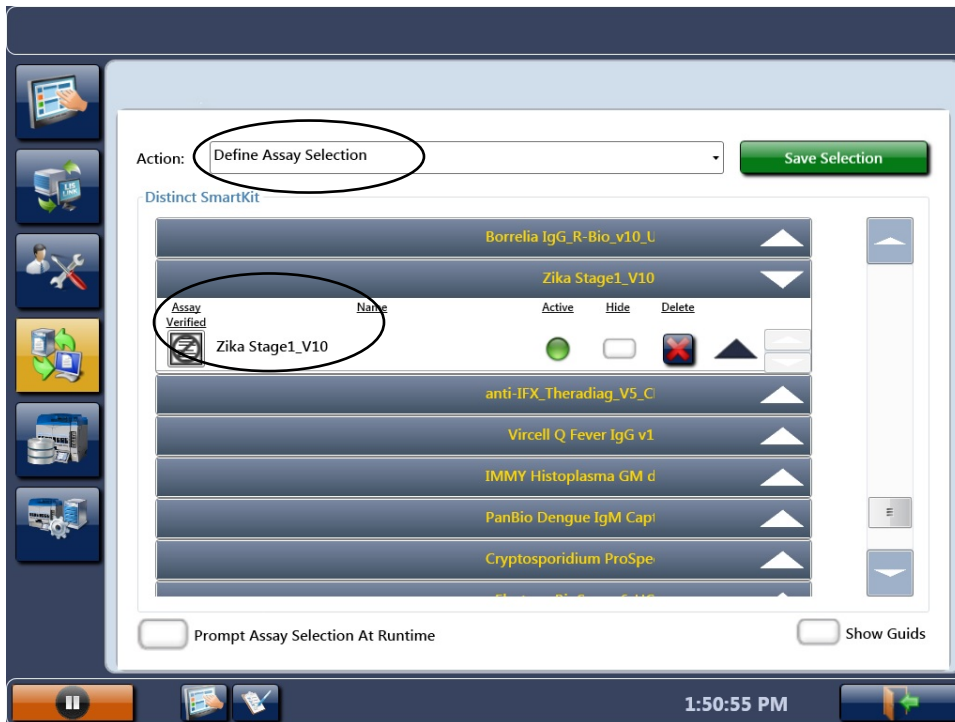 Action:
Define Assay Selection
Save Selection
Distinct SmartKit
Borrelia IgG_R-Bio_v10_U
Zika Stage1_V10
Assay Verified Name Active Hide Delete
Zika Stage1_V10
anti-IFX_Theradiag_V5_C
Vircell Q Fever IgG v1
IMMY Histoplasma GM d
PanBio Dengue IgM Capt
Cryptosporidium ProSpe
Prompt Assay Selection At Runtime
Show Guids
LIS
LINK
1:50:55 PM